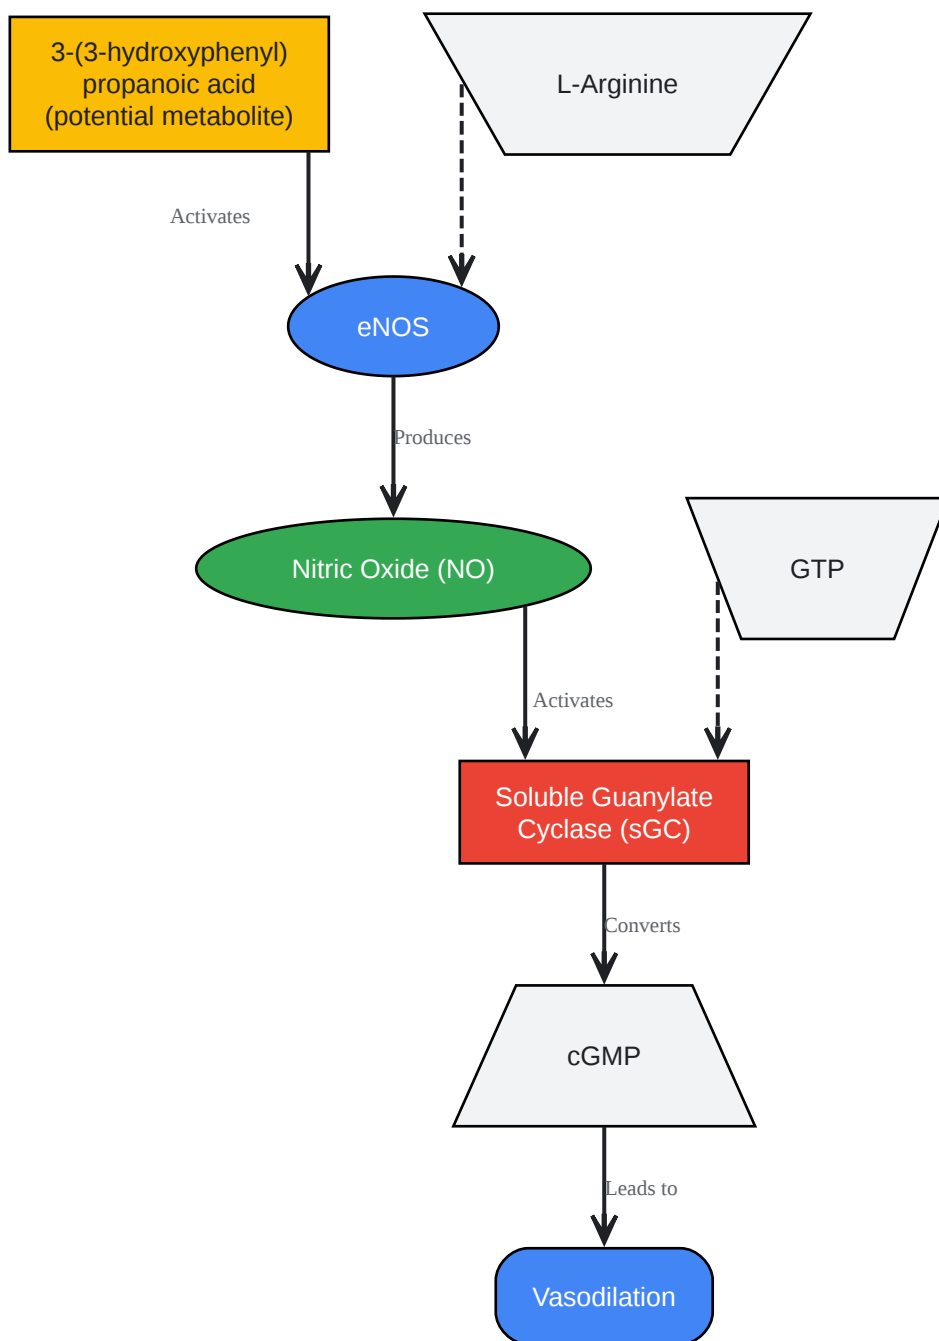 3-(3-hydroxyphenyl)
propanoic acid
(potential metabolite)
L-Arginine
Activates
eNOS
Produces
Nitric Oxide (NO)
GTP
Activates
Soluble Guanylate
Cyclase (sGC)
Converts
cGMP
Leads to
Vasodilation